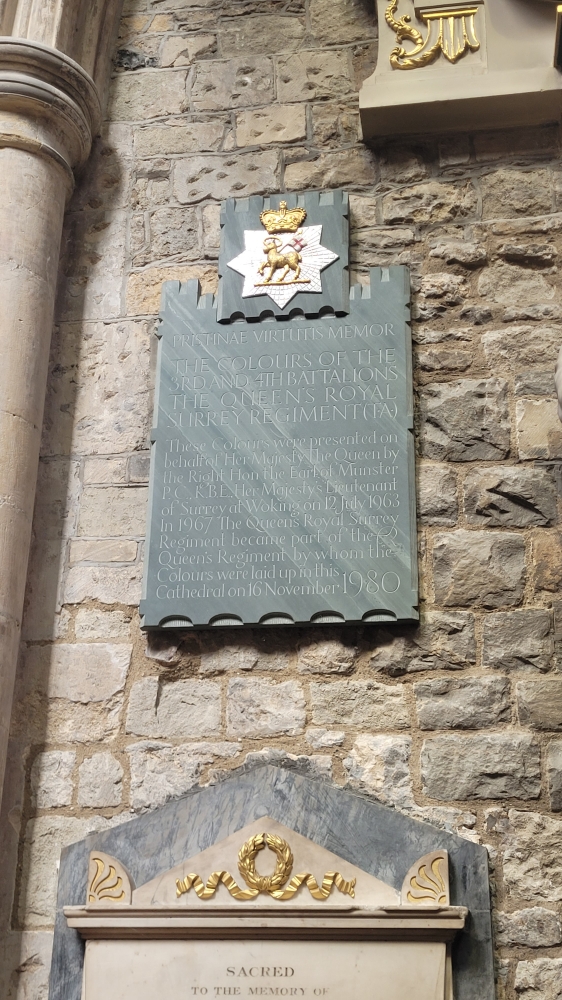 PRISTINAE VIRTUTIS MEMOR
THE COLOURS OF THE
3RD AND 4TH BATTALIONS
THE QUEEN'S ROYAL
SURREY REGIMENT (TA)
These Colours were presented on
behalf of Her Majesty The Queen by
the Right Hon the Earl of Munster
P.C., K.B.E., Her Majesty's Lieutenant
of Surrey at Woking on 12 July 1963
In 1967 The Queen's Royal Surrey
Regiment became part of the
Queen's Regiment by whom the
Colours were laid up in this
Cathedral on 16 November 1980
SACRED
TO THE MEMORY OF